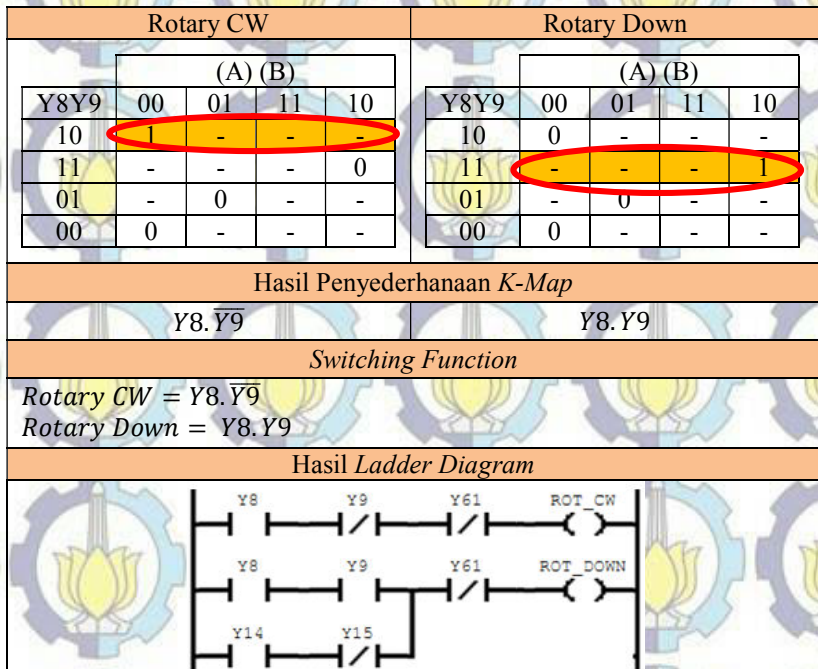 Rotary CW Rotary Down
(A) (B) (A) (B)
Y8Y9 00 01 11 10 Y8Y9 00 01 11 10
10 1 - - - 10 0 - - -
11 - - - 0 11 - - - 1
01 - 0 - - 01 - 0 - -
00 0 - - - 00 0 - - -
Hasil Penyederhanaan K-Map
Y8.Y̅9̅ Y8.Y9
Switching Function
Rotary CW = Y8.Y̅9̅
Rotary Down = Y8.Y9
Hasil Ladder Diagram
Y8 Y9 Y61 ROT_CW
Y8 Y9 Y61 ROT_DOWN
Y14 Y15